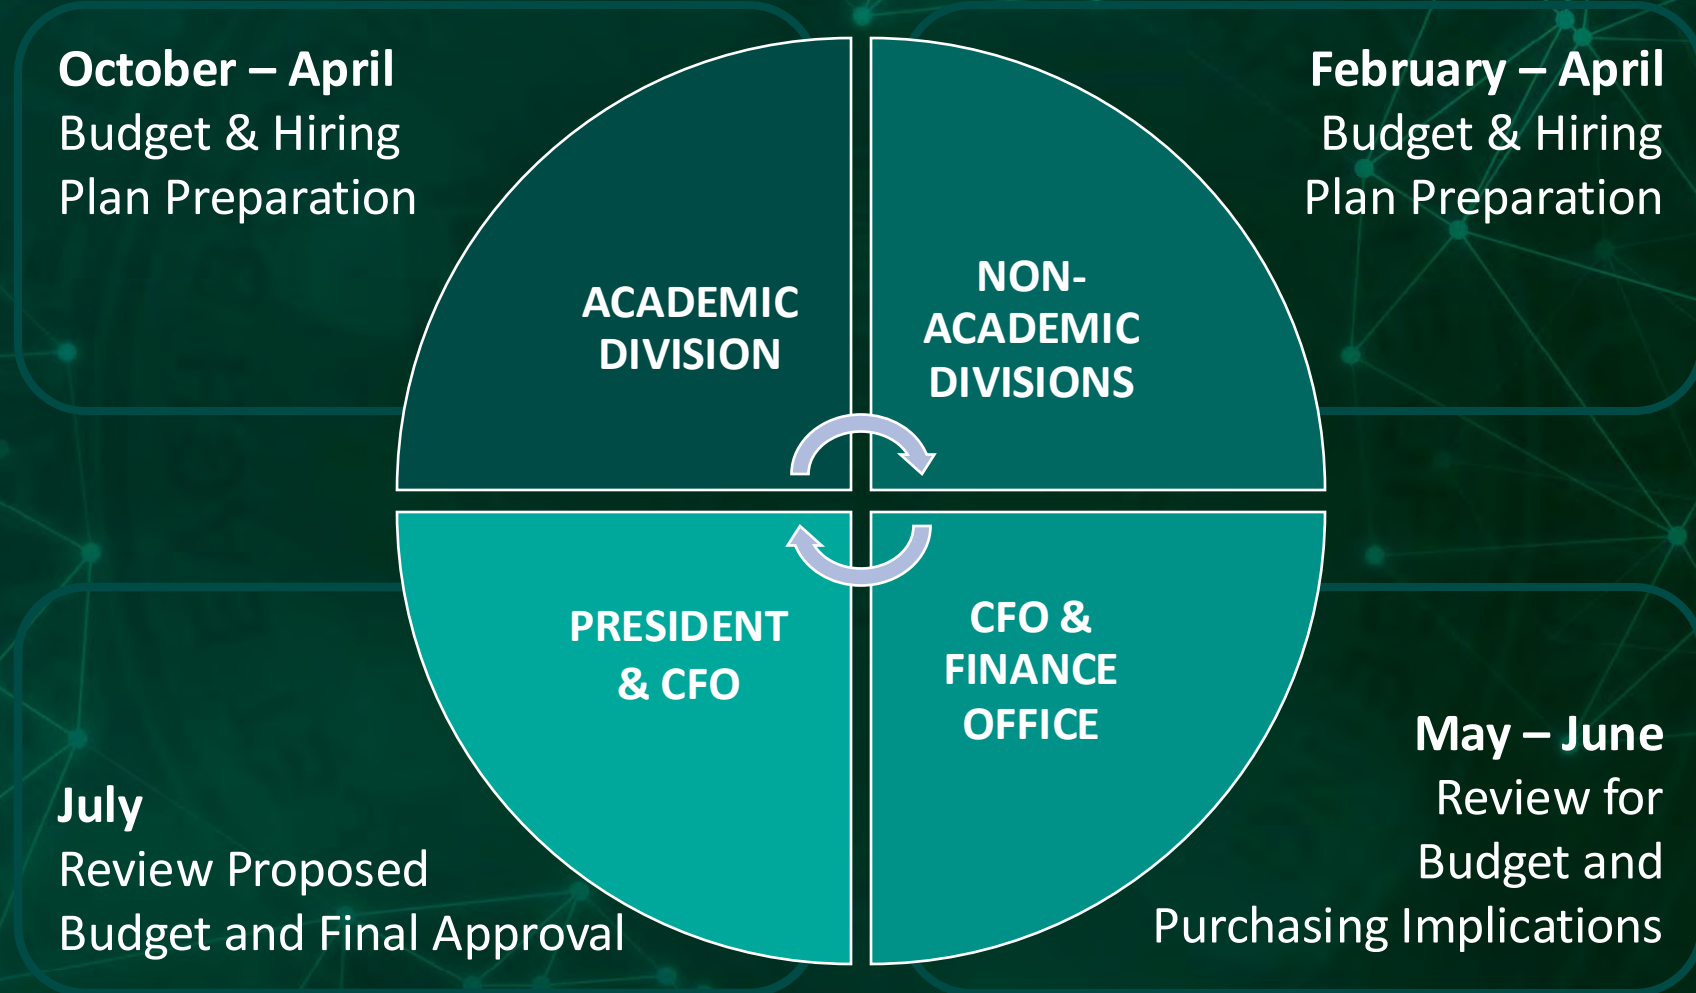 October – April
Budget & Hiring
Plan Preparation
ACADEMIC
DIVISION
February – April
Budget & Hiring
Plan Preparation
NON-
ACADEMIC
DIVISIONS
PRESIDENT
& CFO
July
Review Proposed
Budget and Final Approval
CFO &
FINANCE
OFFICE
May – June
Review for
Budget and
Purchasing Implications